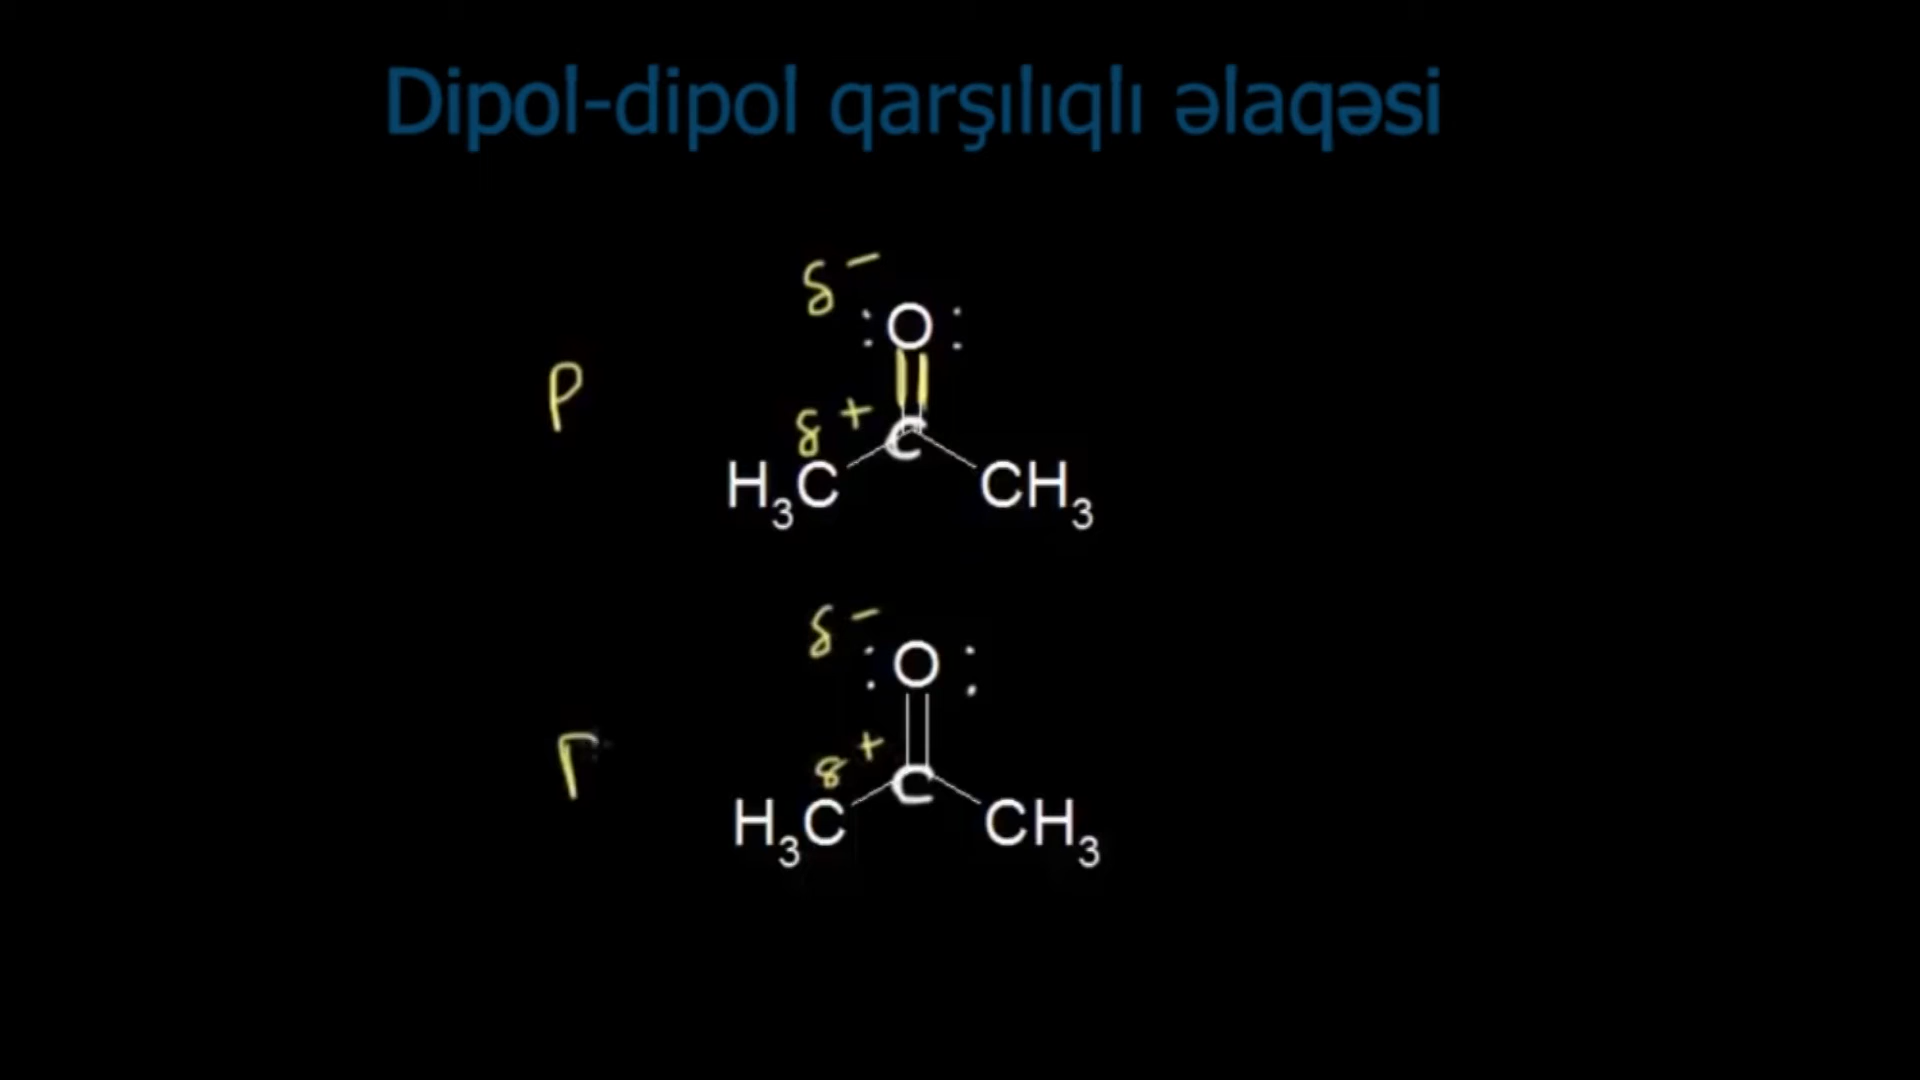 Dipol-dipol qarşılıqlı əlaqəsi
δ-
:O:
P
δ+
C
H3C CH3
δ-
:O:
δ+
C
H3C CH3